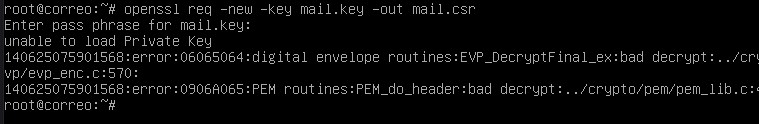 root@correo:~# openssl req -new -key mail.key -out mail.csr
Enter pass phrase for mail.key:
unable to load Private Key
140625075901568:error:06065064:digital envelope routines:EVP_DecryptFinal_ex:bad decrypt:../cry
vp/evp_enc.c:570:
140625075901568:error:0906A065:PEM routines:PEM_do_header:bad decrypt:../crypto/pem/pem_lib.c:4
root@correo:~#